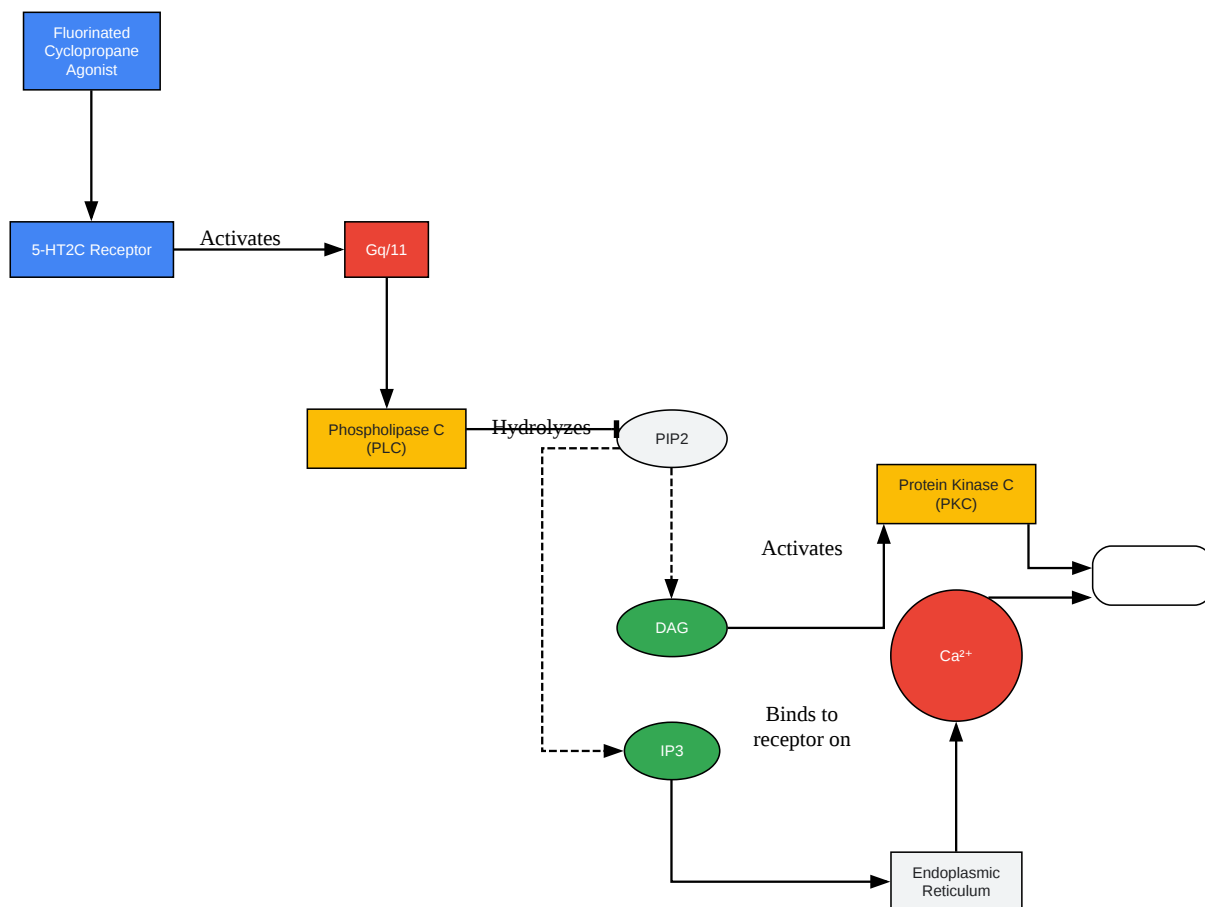 Fluorinated
Cyclopropane
Agonist
5-HT2C Receptor
Activates
Gq/11
Phospholipase C
(PLC)
Hydrolyzes
PIP2
Protein Kinase C
(PKC)
Activates
DAG
Ca²⁺
Binds to
receptor on
IP3
Endoplasmic
Reticulum